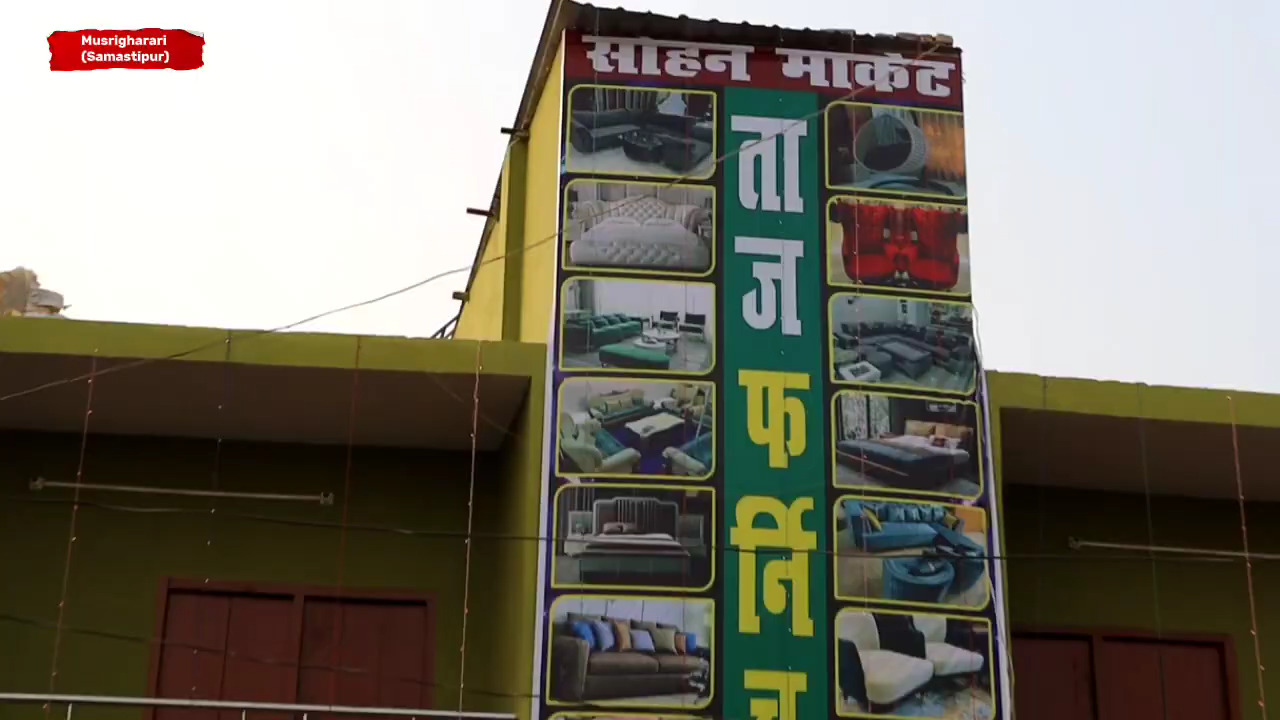 Musrigharari
(Samastipur)
सोहन मार्केट
ता
ज
फ
र्नि
च